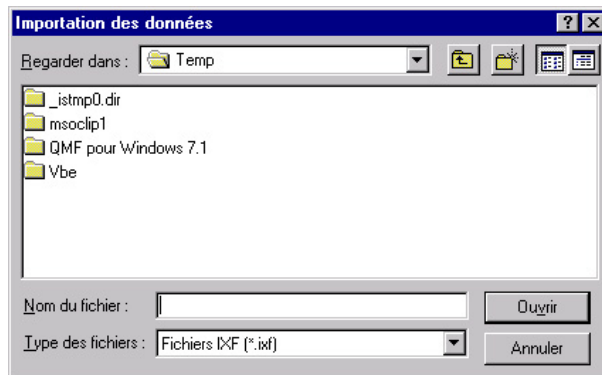 Importation des données
Regarder dans : Temp
_istmp0.dir
msoclip1
QMF pour Windows 7.1
Vbe
Nom du fichier : Ouvrir
Type des fichiers : Fichiers IXF (*.ixf) Annuler